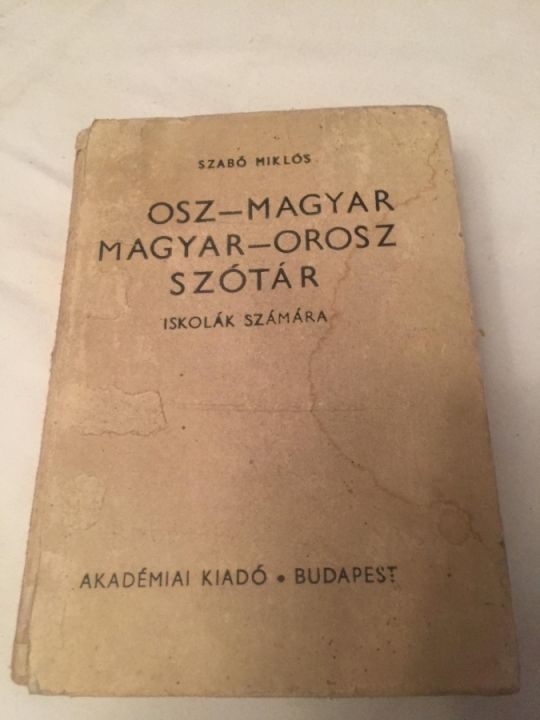 SZABÓ MIKLÓS
OSZ–MAGYAR
MAGYAR–OROSZ
SZÓTÁR
ISKOLÁK SZÁMÁRA
AKADÉMIAI KIADÓ • BUDAPEST